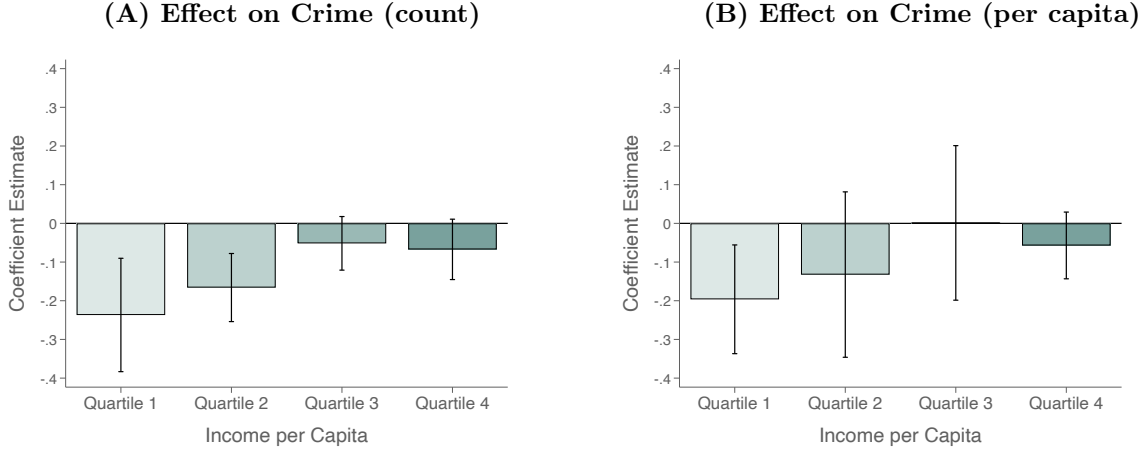 (A) Effect on Crime (count)
Coefficient Estimate
.4
.3
.2
.1
0
-.1
-.2
-.3
-.4
Quartile 1 Quartile 2 Quartile 3 Quartile 4
Income per Capita
(B) Effect on Crime (per capita)
Coefficient Estimate
.4
.3
.2
.1
0
-.1
-.2
-.3
-.4
Quartile 1 Quartile 2 Quartile 3 Quartile 4
Income per Capita